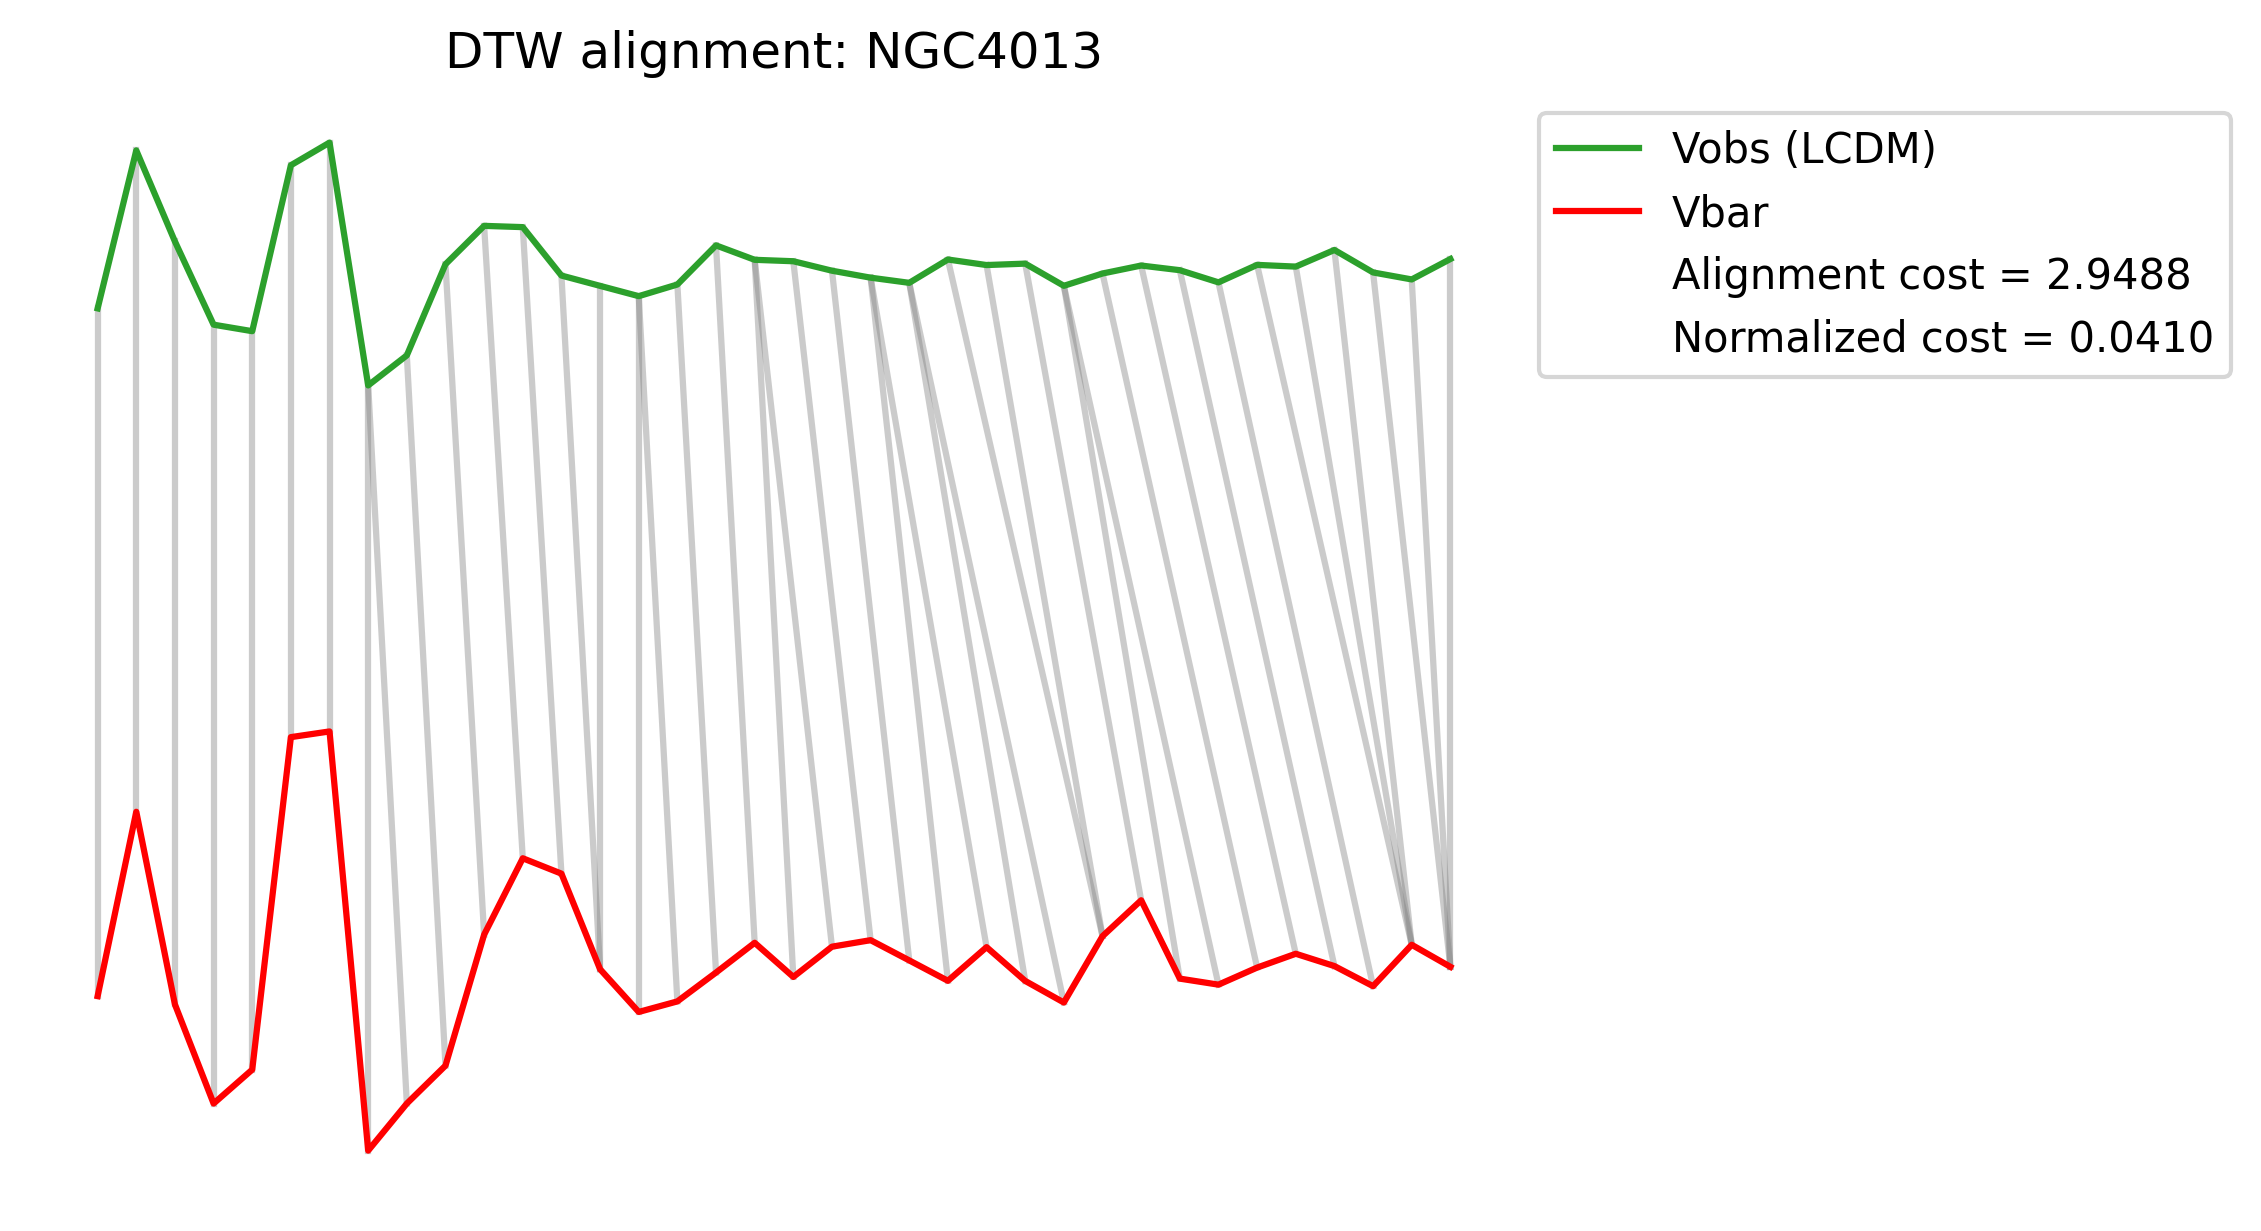 DTW alignment: NGC4013
Vobs (LCDM)
Vbar
Alignment cost = 2.9488
Normalized cost = 0.0410